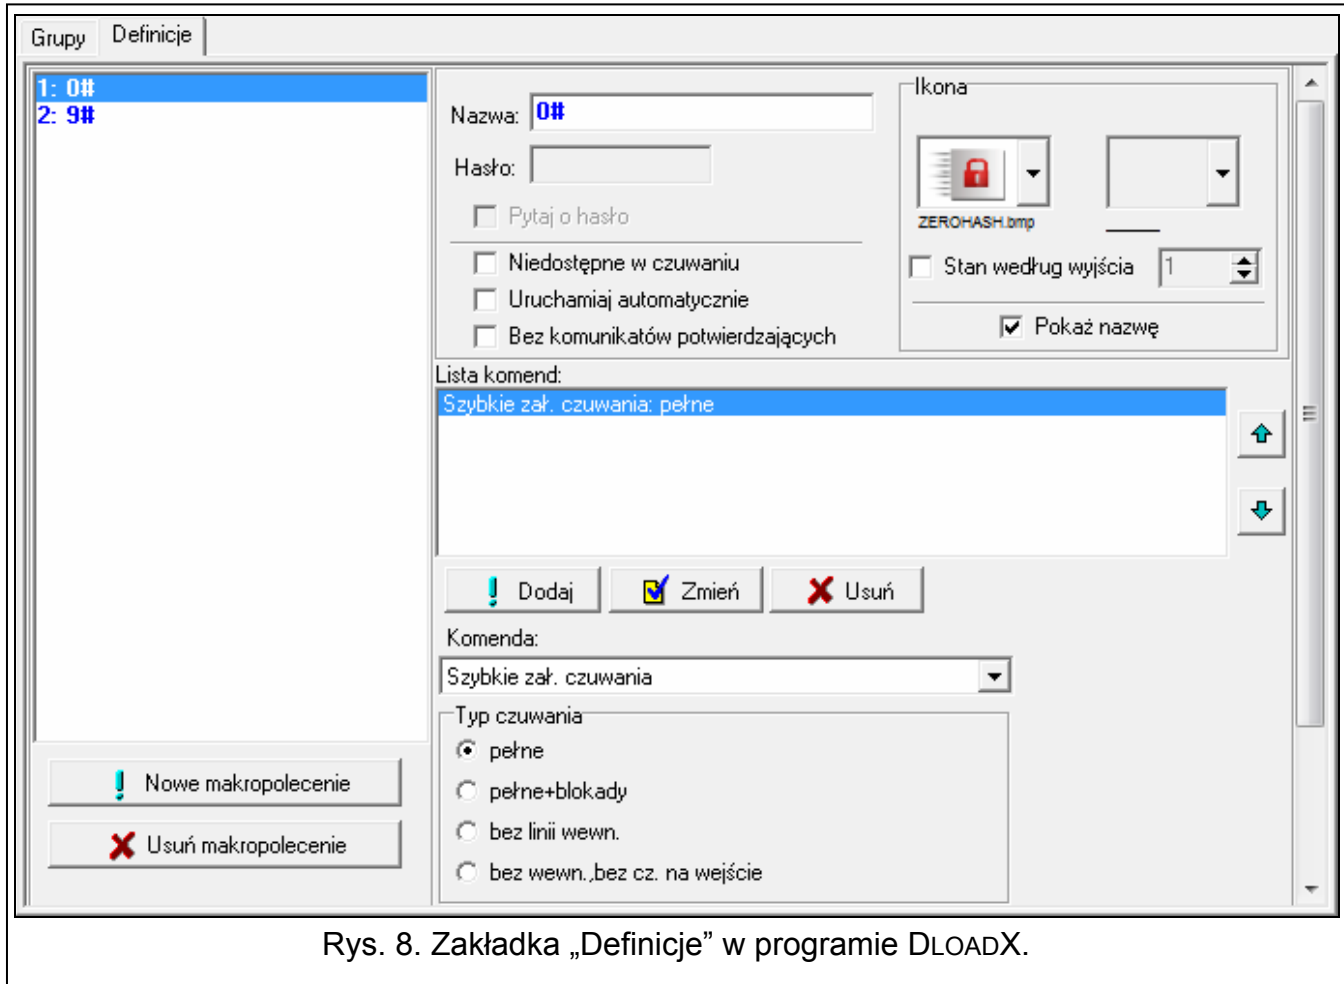 Grupy
Definicje
1: 0#
2: 9#
Nowe makropolecenie
Usuń makropolecenie
Nazwa: 0#
Hasło:
Pytaj o hasło
Niedostępne w czuwaniu
Uruchamiaj automatycznie
Bez komunikatów potwierdzających
Ikona
ZEROHASH.bmp
Stan według wyjścia 1
Pokaż nazwę
Lista komend:
Szybkie zał. czuwania: pełne
Dodaj
Zmień
Usuń
Komenda:
Szybkie zał. czuwania
Typ czuwania
pełne
pełne+blokady
bez linii wewn.
bez wewn.,bez cz. na wejście
Rys. 8. Zakładka „Definicje” w programie DLOADX.